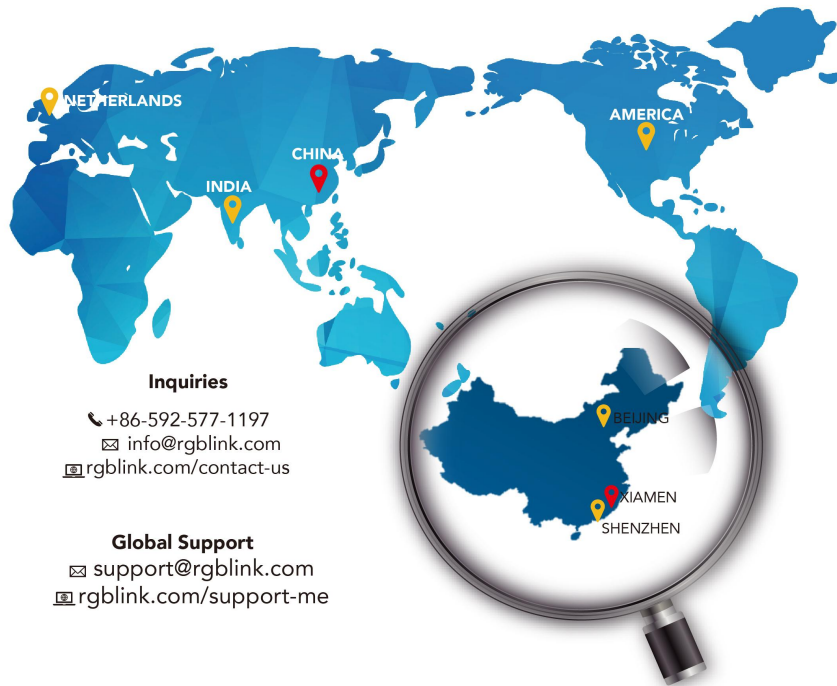 NETHERLANDS
AMERICA
CHINA
INDIA
Inquiries
+86-592-577-1197
info@rgblink.com
rgblink.com/contact-us
BEIJING
XIAMEN
SHENZHEN
Global Support
support@rgblink.com
rgblink.com/support-me